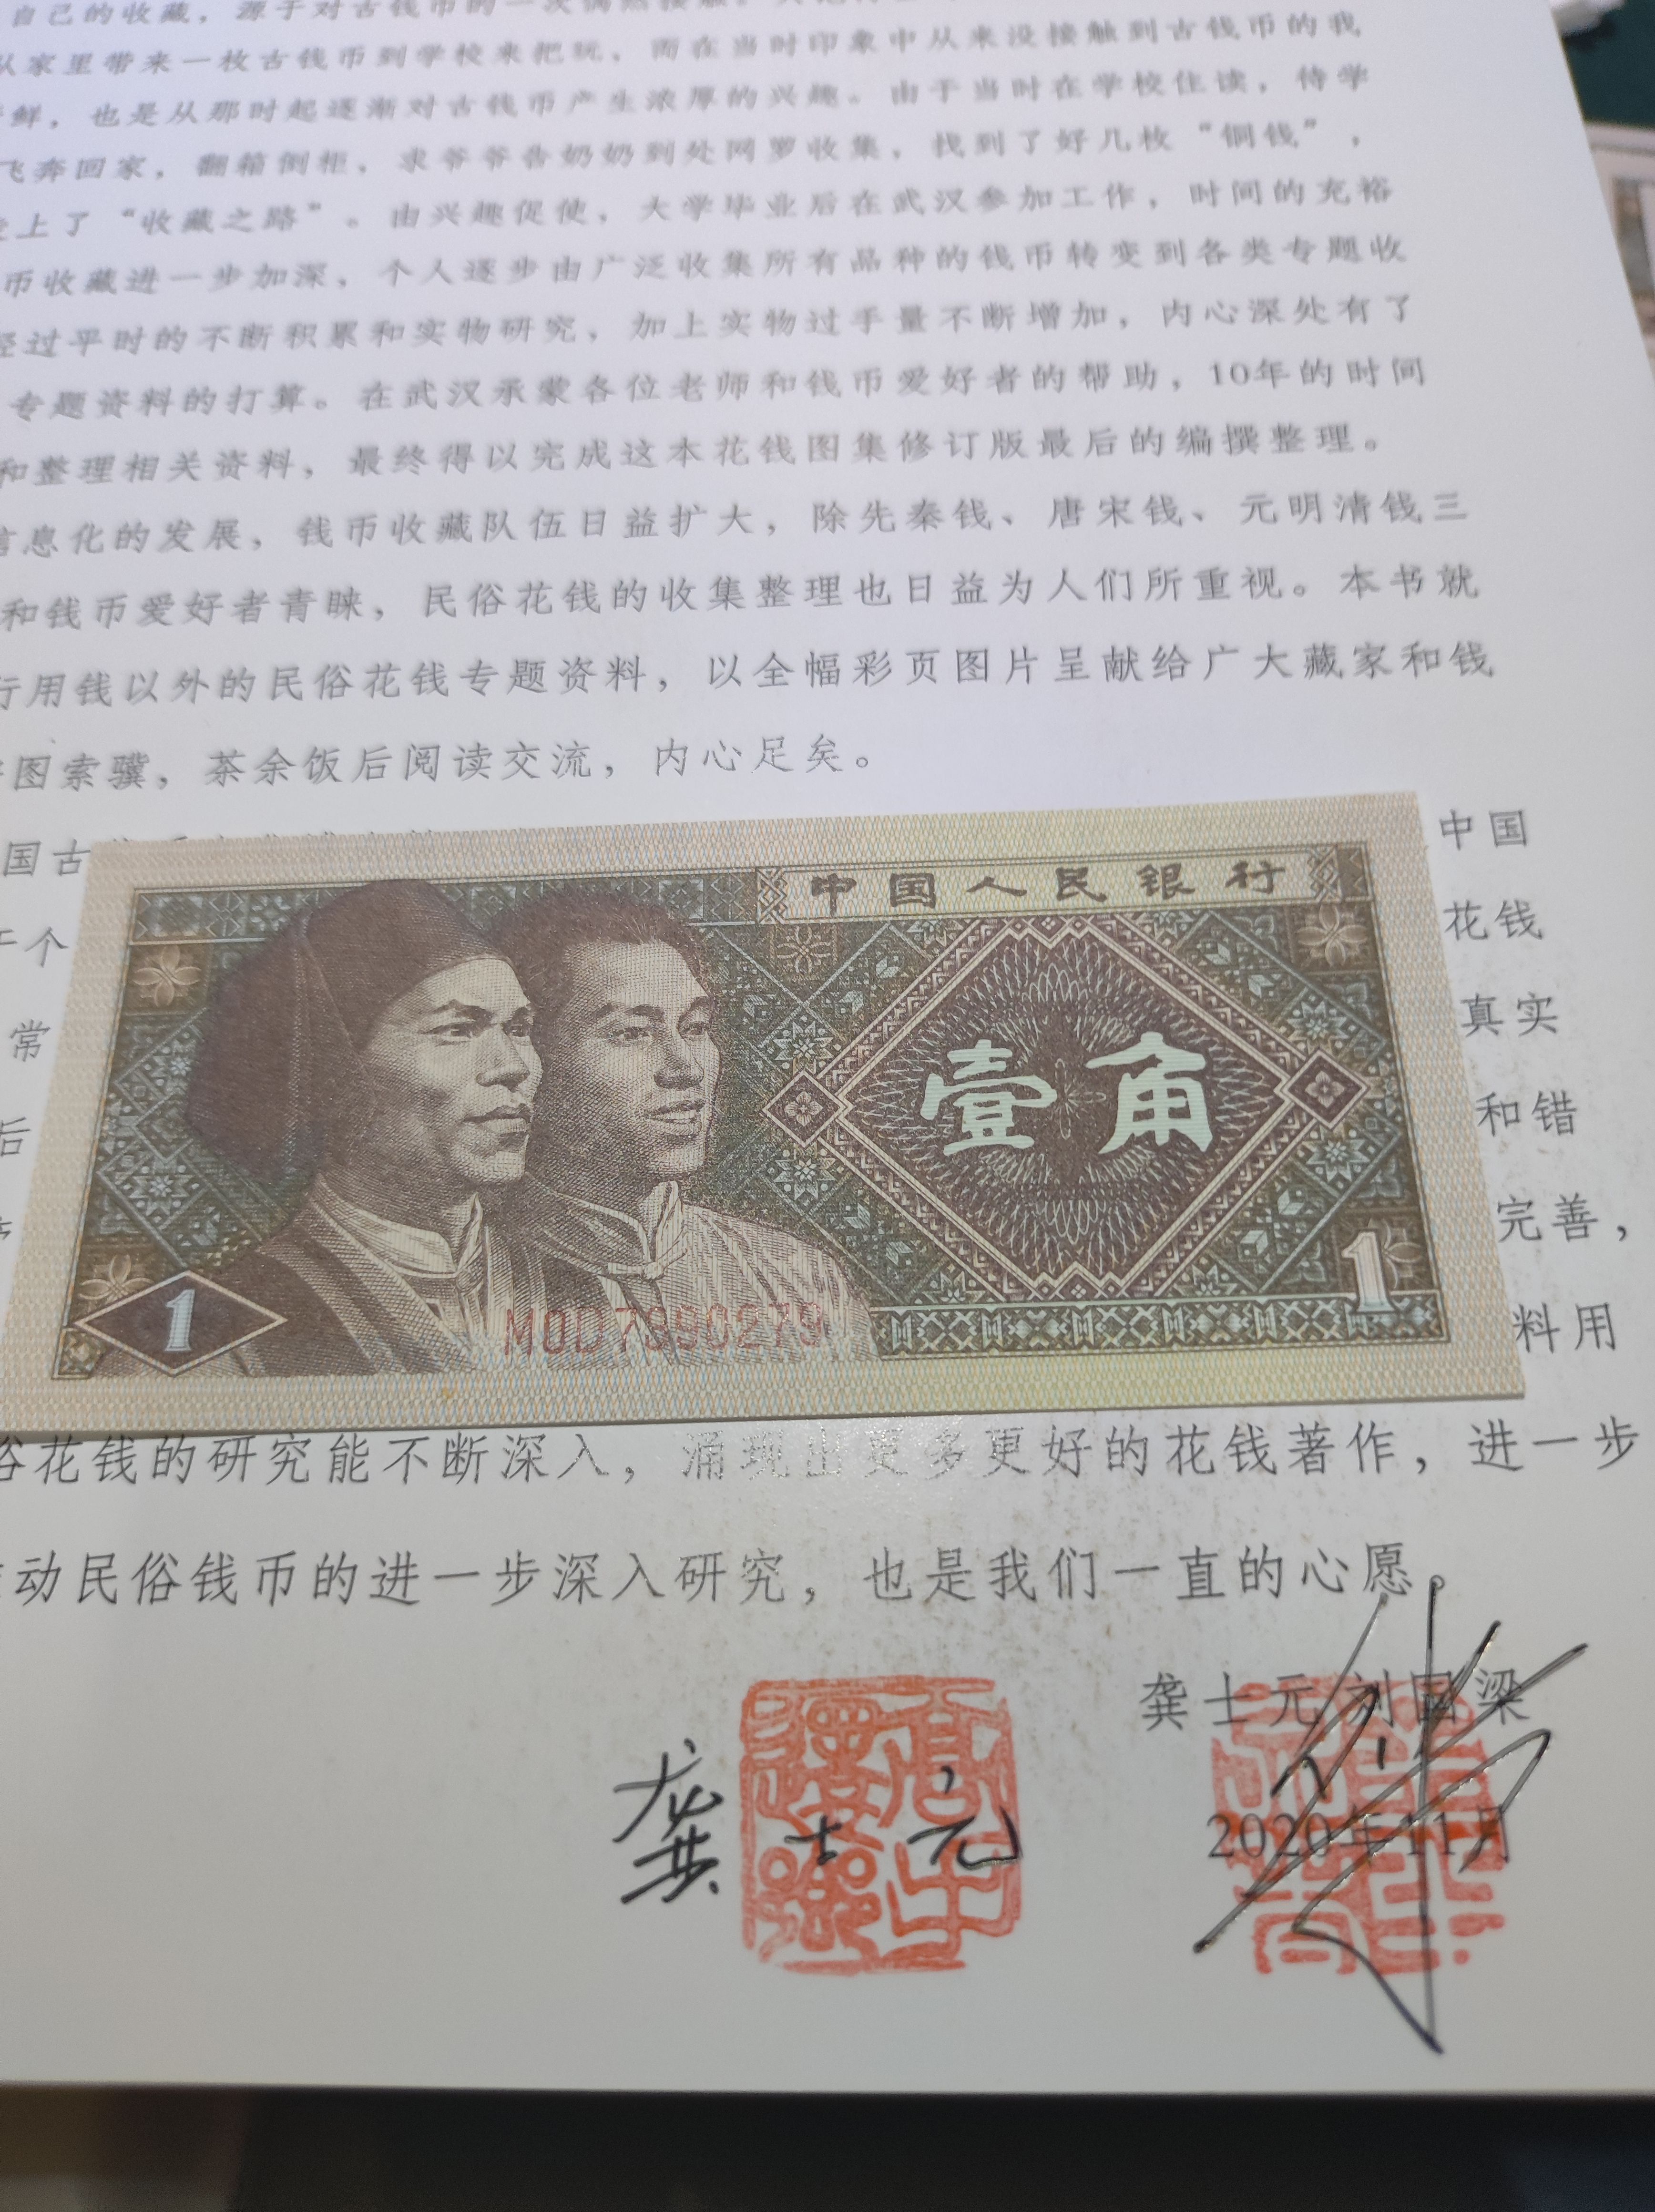 自己的收藏，源于对古钱币的一次偶然接触。
从家里带来一枚古钱币到学校来把玩，而在当时印象中从来没接触到古钱币的我
鲜，也是从那时起逐渐对古钱币产生浓厚的兴趣。由于当时在学校住读，待学
飞奔回家，翻箱倒柜，求爷爷告奶奶到处网罗收集，找到了好几枚“铜钱”，
上了“收藏之路”。由兴趣促使，大学毕业后在武汉参加工作，时间的充裕
币收藏进一步加深，个人逐步由广泛收集所有品种的钱币转变到各类专题收
经过平时的不断积累和实物研究，加上实物过手量不断增加，内心深处有了
专题资料的打算。在武汉承蒙各位老师和钱币爱好者的帮助，10年的时间
和整理相关资料，最终得以完成这本花钱图集修订版最后的编撰整理。
信息化的发展，钱币收藏队伍日益扩大，除先秦钱、唐宋钱、元明清钱三
和钱币爱好者青睐，民俗花钱的收集整理也日益为人们所重视。本书就
行用钱以外的民俗花钱专题资料，以全幅彩页图片呈献给广大藏家和钱
图索骥，茶余饭后阅读交流，内心足矣。
国古 中国
个 花钱
常 真实
后 和错
完善，
料用
中国人民银行
壹角
1
1
M0D7390279
俗花钱的研究能不断深入，涌现出更多更好的花钱著作，进一步
动民俗钱币的进一步深入研究，也是我们一直的心愿。
龚士元 刘国梁
2020年11月
龚士元